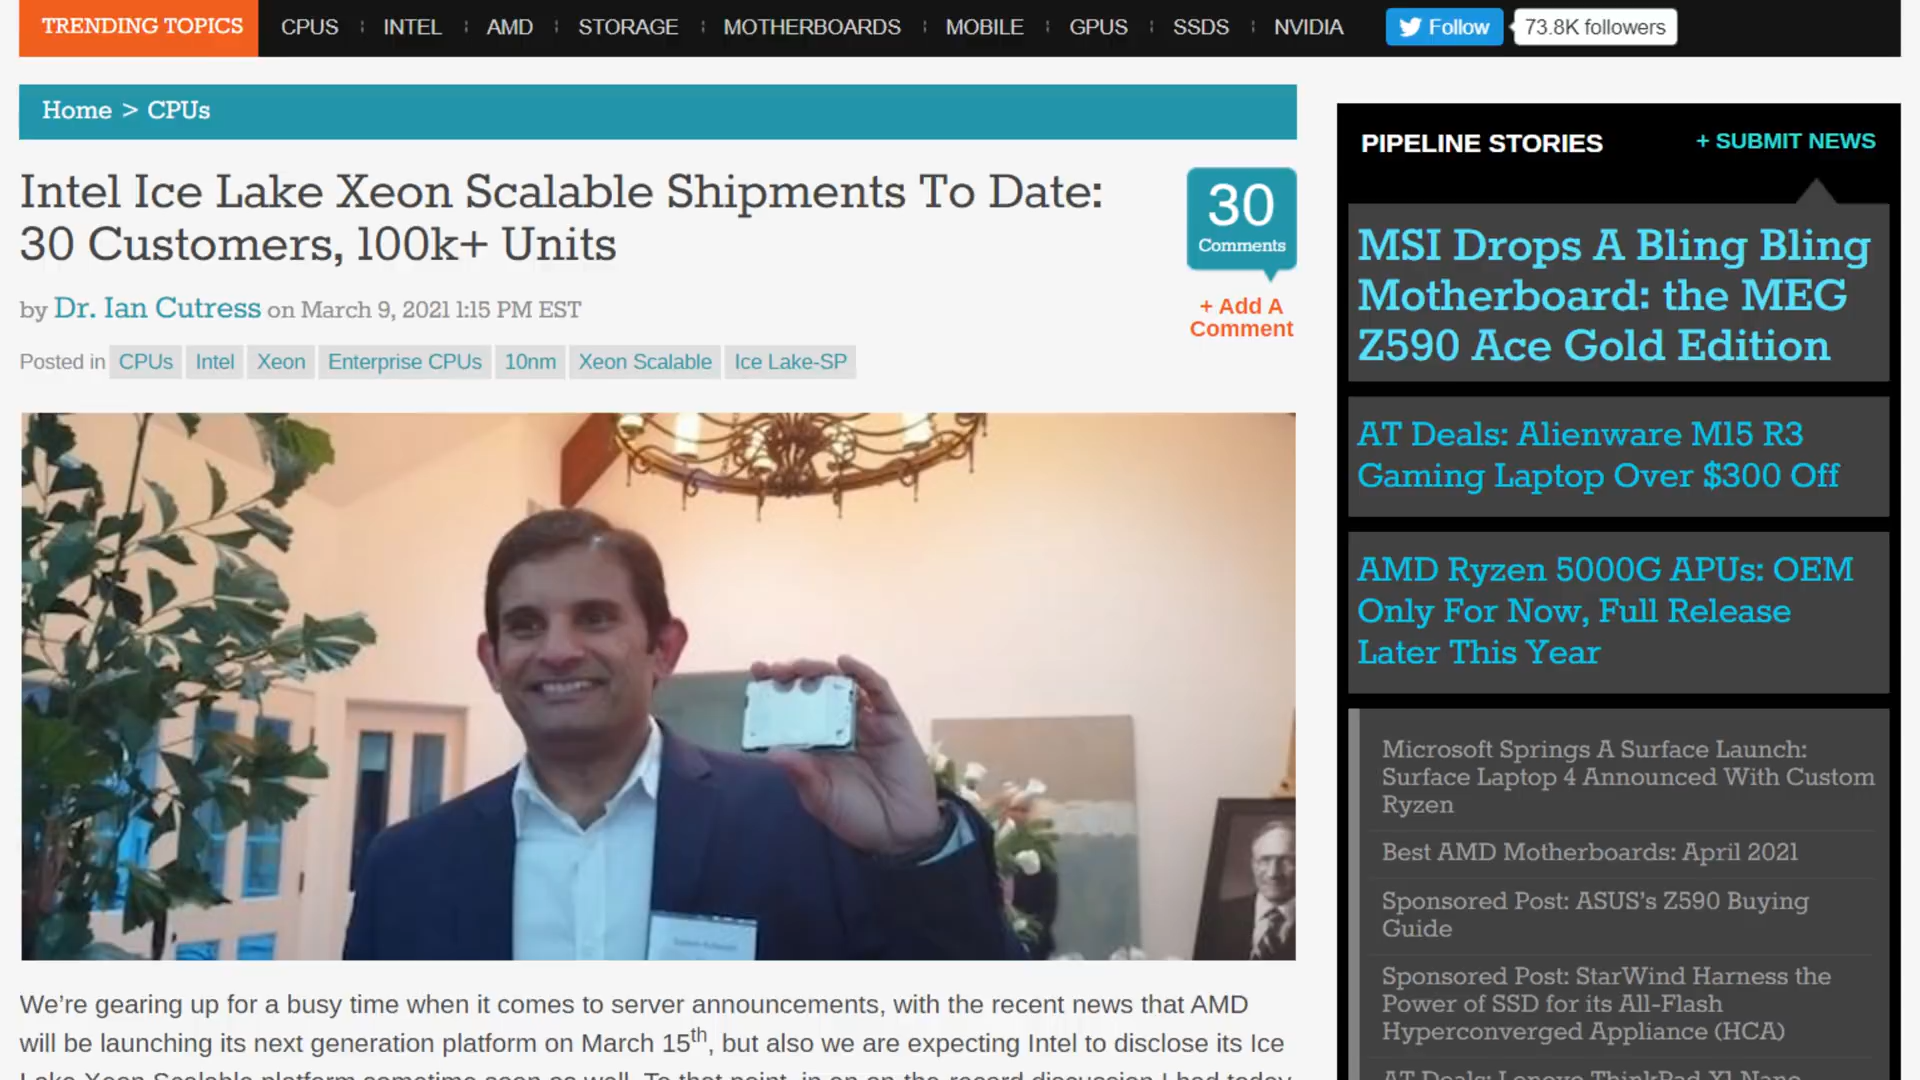 TRENDING TOPICS CPUS INTEL AMD STORAGE MOTHERBOARDS MOBILE GPUS SSDS NVIDIA Follow 73.8K followers
Home > CPUs
Intel Ice Lake Xeon Scalable Shipments To Date:
30 Customers, 100k+ Units
by Dr. Ian Cutress on March 9, 2021 1:15 PM EST
Posted in CPUs Intel Xeon Enterprise CPUs 10nm Xeon Scalable Ice Lake-SP
30
Comments
+ Add A
Comment
We’re gearing up for a busy time when it comes to server announcements, with the recent news that AMD
will be launching its next generation platform on March 15th, but also we are expecting Intel to disclose its Ice
Lake Xeon Scalable platform sometime soon as well. To that point, in an on the record discussion I had today
PIPELINE STORIES + SUBMIT NEWS
MSI Drops A Bling Bling
Motherboard: the MEG
Z590 Ace Gold Edition
AT Deals: Alienware M15 R3
Gaming Laptop Over $300 Off
AMD Ryzen 5000G APUs: OEM
Only For Now, Full Release
Later This Year
Microsoft Springs A Surface Launch:
Surface Laptop 4 Announced With Custom
Ryzen
Best AMD Motherboards: April 2021
Sponsored Post: ASUS’s Z590 Buying
Guide
Sponsored Post: StarWind Harness the
Power of SSD for its All-Flash
Hyperconverged Appliance (HCA)
AT Deals: Lenovo ThinkPad X1 Nano